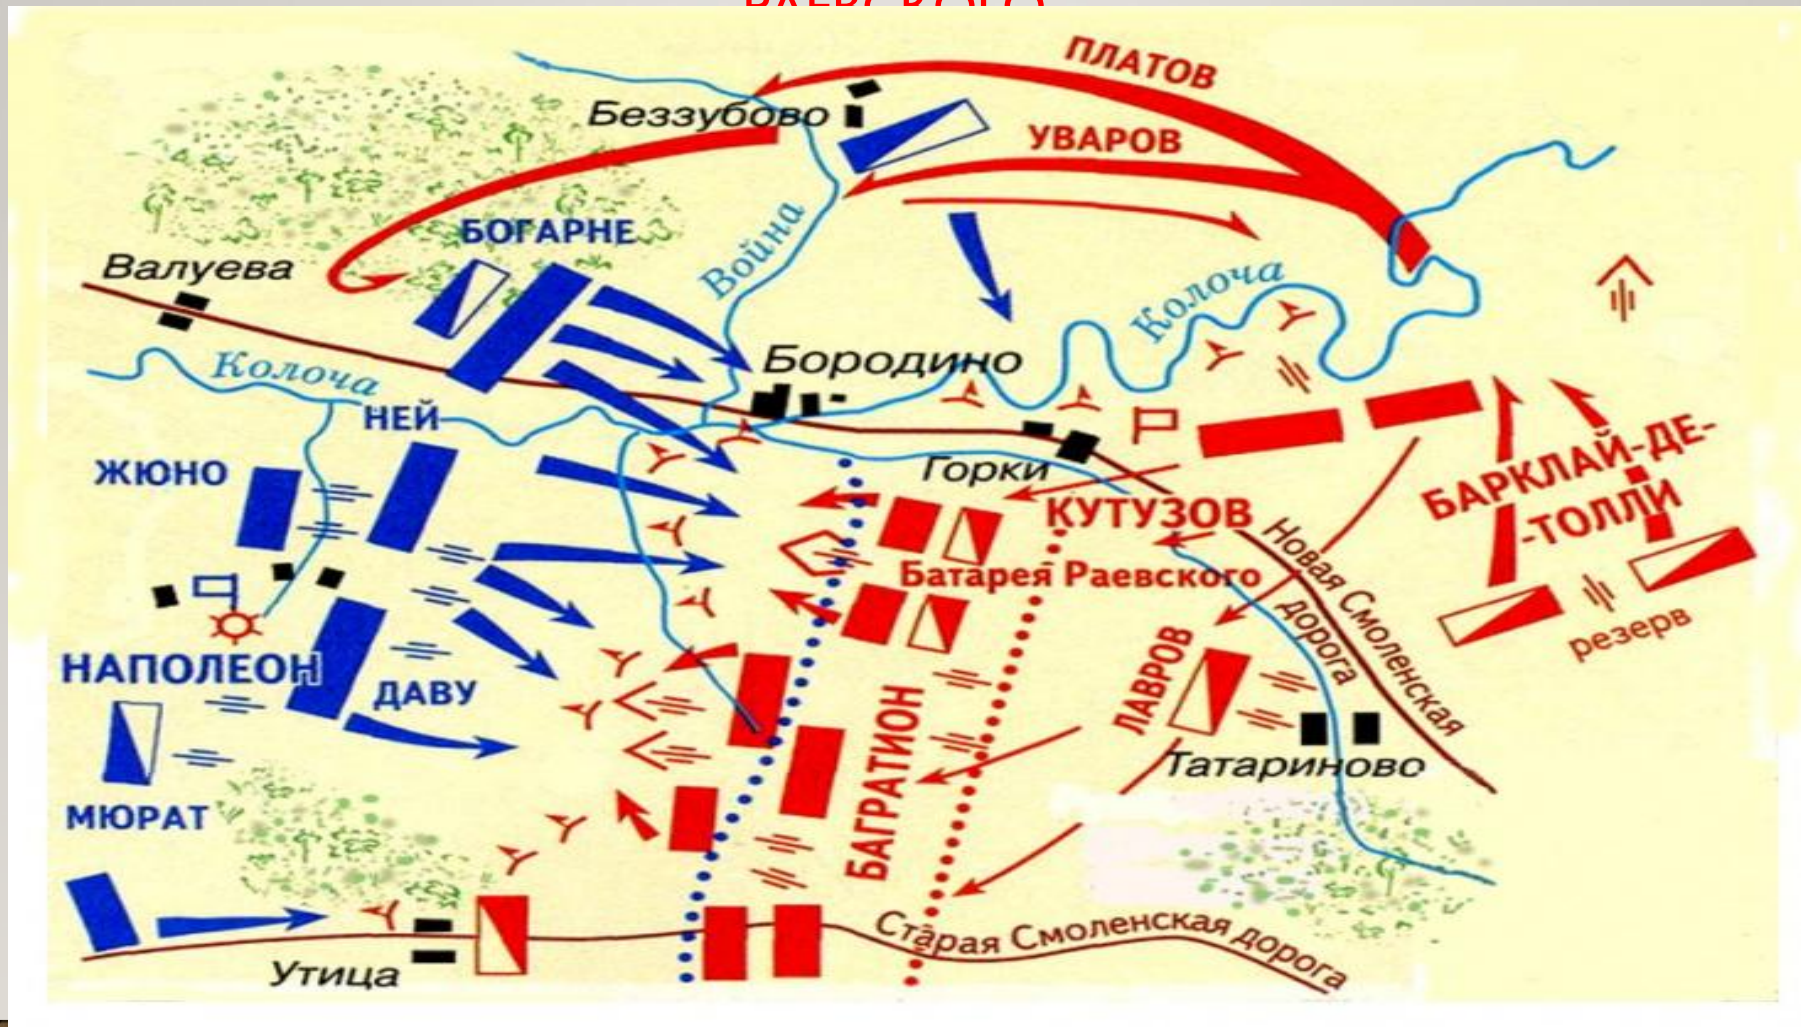 РАЕВСКОГО
ПЛАТОВ
Беззубово
УВАРОВ
БОГАРНЕ
Война
Валуева
Колоча
Колоча
Бородино
НЕЙ
ЖЮНО
Горки
БАРКЛАЙ-ДЕ-
-ТОЛЛИ
КУТУЗОВ
Батарея Раевского
Новая Смоленская
дорога
резерв
НАПОЛЕОН
ДАВУ
ЛАВРОВ
БАГРАТИОН
Татариново
МЮРАТ
Старая Смоленская дорога
Утица